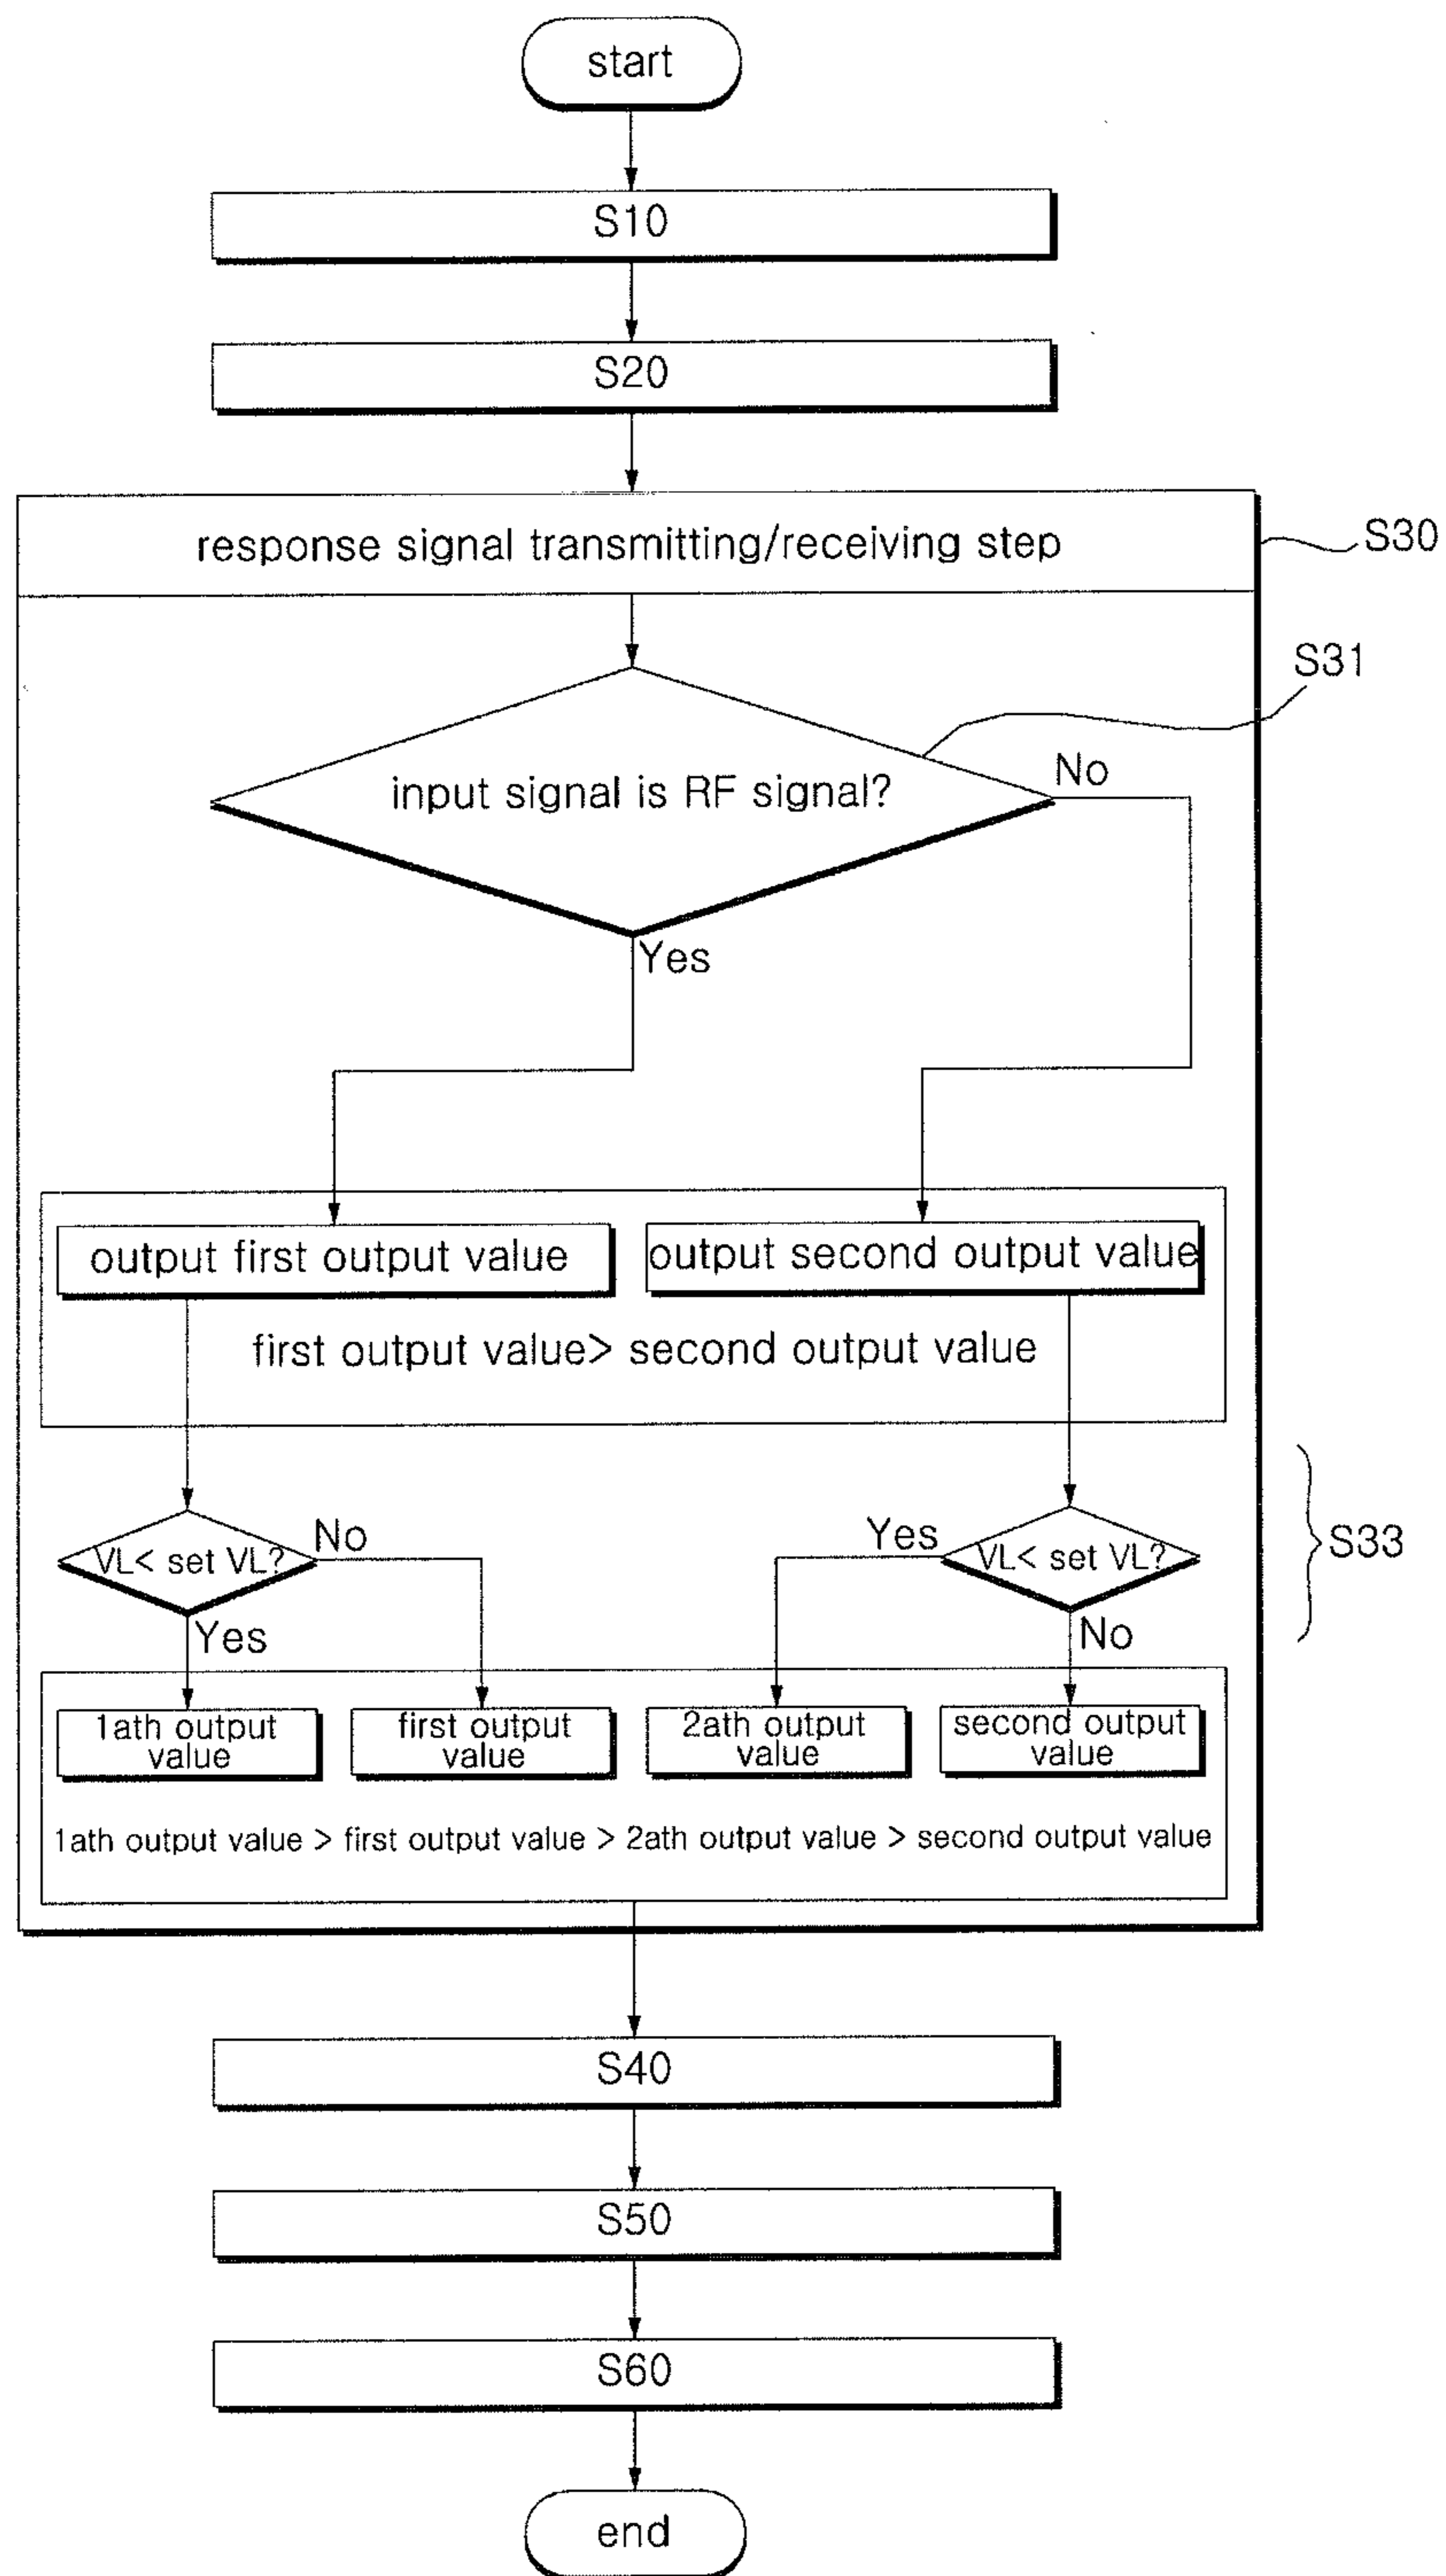 start
S10
S20
response signal transmitting/receiving step
S30
S31
input signal is RF signal?
No
Yes
output first output value
output second output value
first output value> second output value
VL< set VL?
No
Yes
Yes
VL< set VL?
No
S33
1ath output
value
first output
value
2ath output
value
second output
value
1ath output value > first output value > 2ath output value > second output value
S40
S50
S60
end